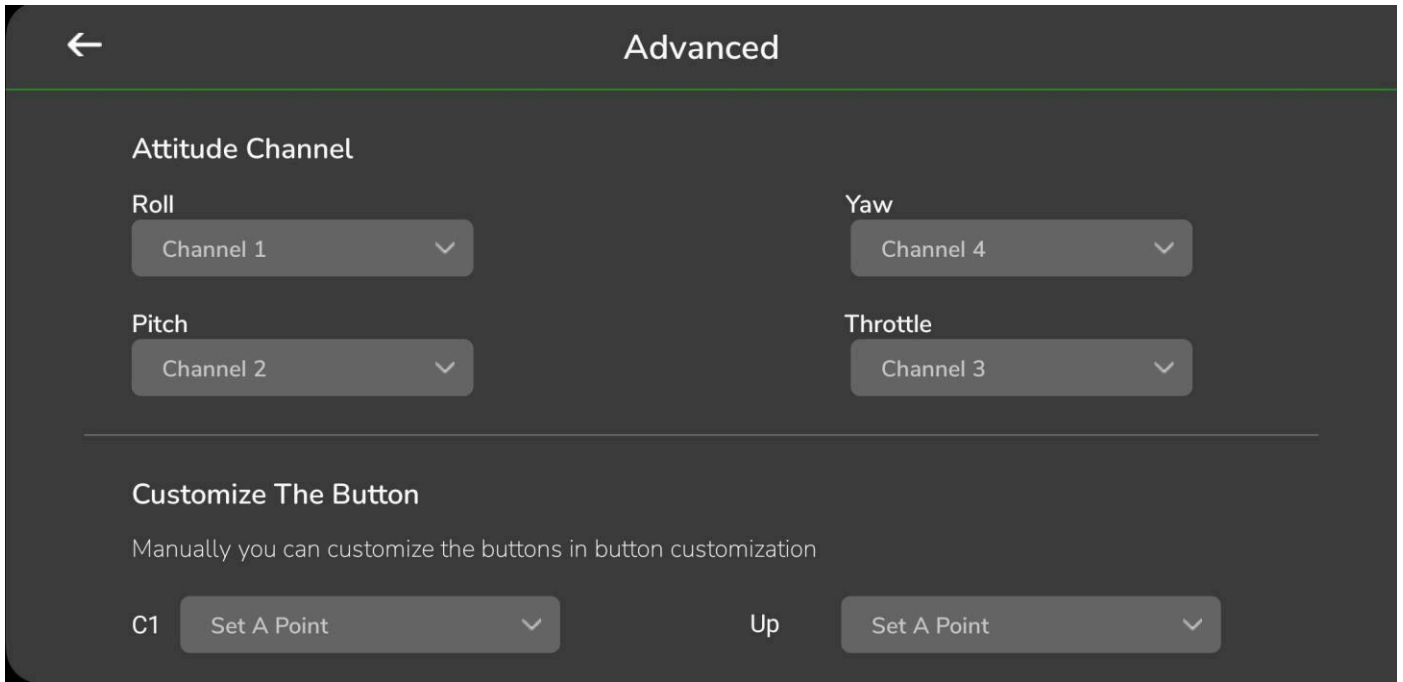 Advanced
Attitude Channel
Roll
Yaw
Channel 1
Channel 4
Pitch
Throttle
Channel 2
Channel 3
Customize The Button
Manually you can customize the buttons in button customization
C1 Set A Point
Up Set A Point